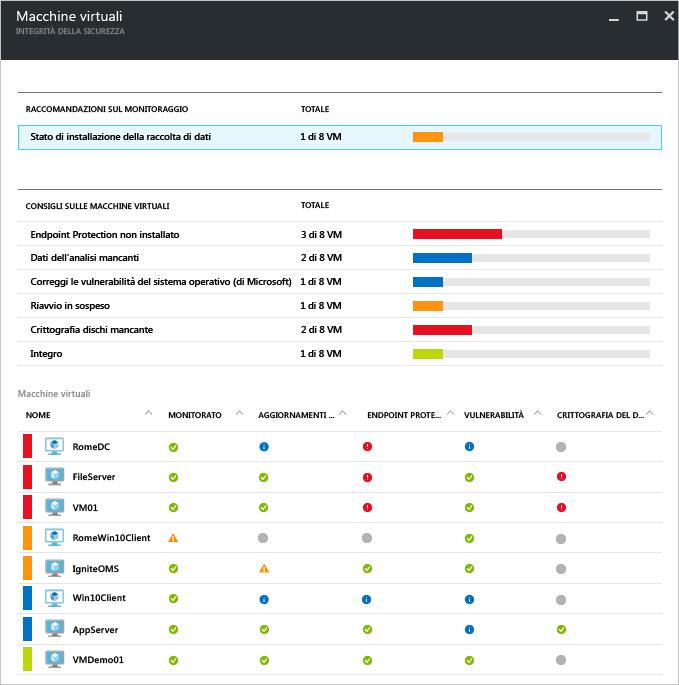 Macchine virtuali
INTEGRITÀ DELLA SICUREZZA
RACCOMANDAZIONI SUL MONITORAGGIO TOTALE
Stato di installazione della raccolta di dati 1 di 8 VM
CONSIGLI SULLE MACCHINE VIRTUALI TOTALE
Endpoint Protection non installato 3 di 8 VM
Dati dell'analisi mancanti 2 di 8 VM
Correggi le vulnerabilità del sistema operativo (di Microsoft) 1 di 8 VM
Riavvio in sospeso 1 di 8 VM
Crittografia dischi mancante 2 di 8 VM
Integro 1 di 8 VM
Macchine virtuali
NOME MONITORATO AGGIORNAMENTI ... ENDPOINT PROTE... VULNERABILITÀ CRITTOGRAFIA DEL D...
RomeDC
FileServer
VM01
RomeWin10Client
IgniteOMS
Win10Client
AppServer
VMDemo01